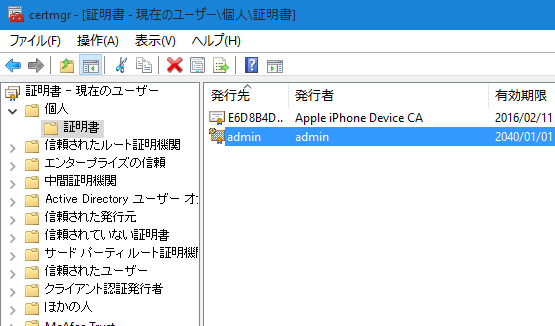 certmgr - [証明書 - 現在のユーザー¥個人¥証明書]
ファイル(F) 操作(A) 表示(V) ヘルプ(H)
証明書 - 現在のユーザー
個人
証明書
信頼されたルート証明機関
エンタープライズの信頼
中間証明機関
Active Directory ユーザー オ
信頼された発行元
信頼されていない証明書
サード パーティ ルート証明機
信頼されたユーザー
クライアント認証発行者
ほかの人
McAfee Trust
発行先 発行者 有効期限
E6D8B4D... Apple iPhone Device CA 2016/02/11
admin admin 2040/01/01